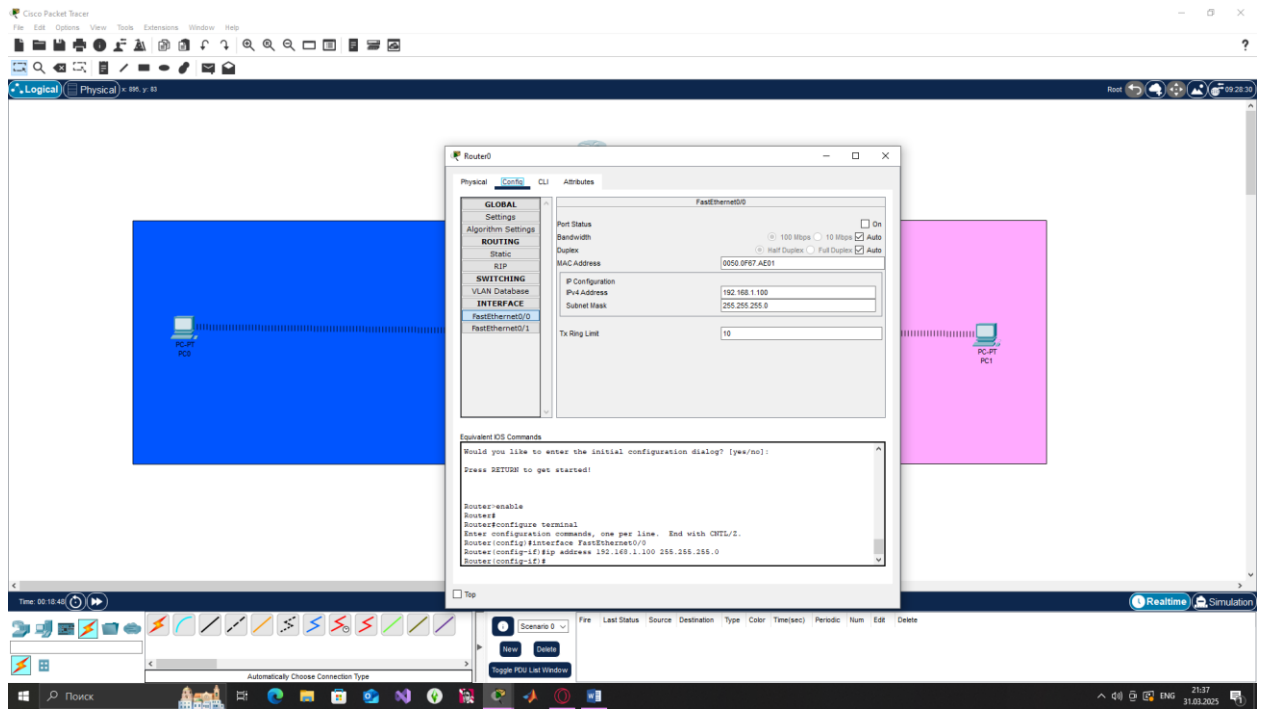 Cisco Packet Tracer
File Edit Options View Tools Extensions Window Help
?
Logical Physical x: 895, y: 83 Root 09:28:30
Router0
Physical Config CLI Attributes
GLOBAL
Settings
Algorithm Settings
ROUTING
Static
RIP
SWITCHING
VLAN Database
INTERFACE
FastEthernet0/0
FastEthernet0/1
FastEthernet0/0
Port Status On
Bandwidth 100 Mbps 10 Mbps Auto
Duplex Half Duplex Full Duplex Auto
MAC Address 0050.0F67.AE01
IP Configuration
IPv4 Address 192.168.1.100
Subnet Mask 255.255.255.0
Tx Ring Limit 10
PC-PT
PC0
PC-PT
PC1
Equivalent IOS Commands
Would you like to enter the initial configuration dialog? [yes/no]:
Press RETURN to get started!
Router>enable
Router#
Router#configure terminal
Enter configuration commands, one per line. End with CNTL/Z.
Router(config)#interface FastEthernet0/0
Router(config-if)#ip address 192.168.1.100 255.255.255.0
Router(config-if)#
Top
Time: 00:18:48 Realtime Simulation
Scenario 0
New Delete
Toggle PDU List Window
Fire Last Status Source Destination Type Color Time(sec) Periodic Num Edit Delete
Automatically Choose Connection Type
Поиск
ENG
21:37
31.03.2025